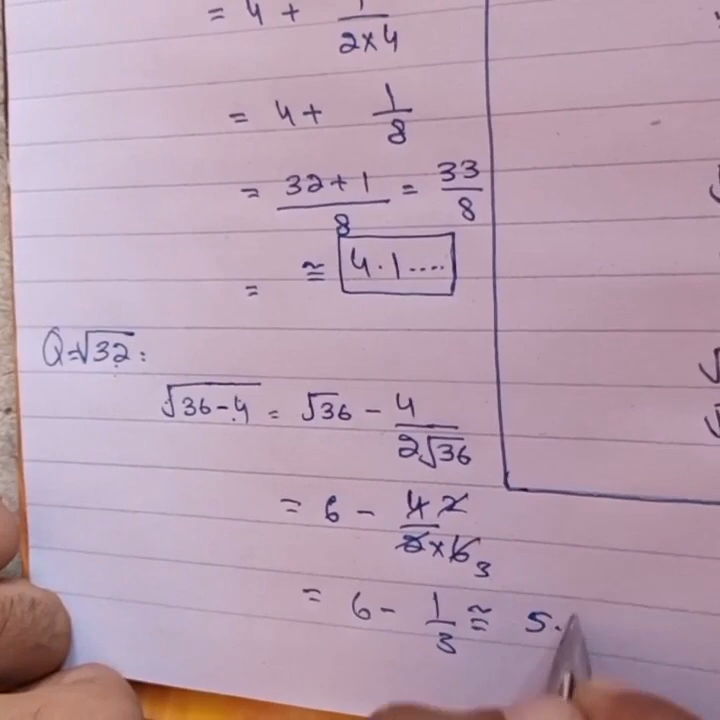 = 4 + 1/2×4
= 4 + 1/8
= 32+1/8 = 33/8
= ≅ 4.1....
Q=√32:
√36-4 = √36 - 4/2√36
= 6 - 4 2/2×6 3
= 6 - 1/3 ≅ 5.